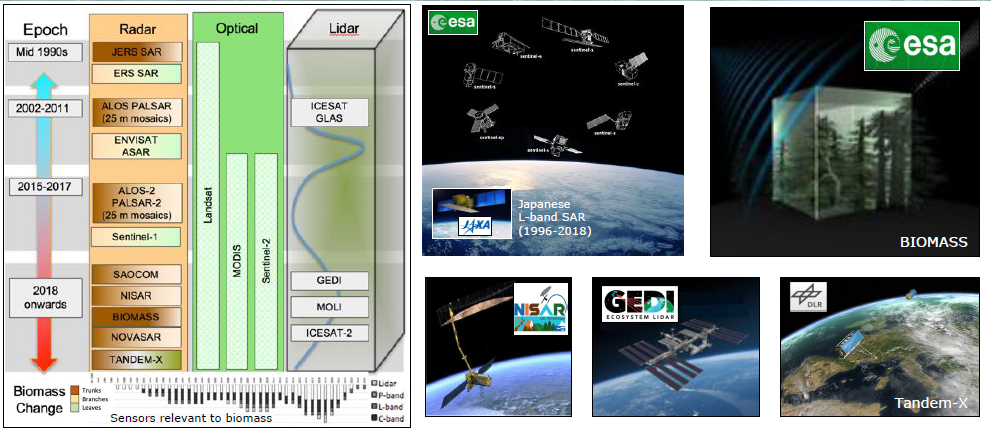 Epoch
Radar
Optical
Lidar
Mid 1990s
JERS SAR
ERS SAR
2002-2011
ALOS PALSAR
(25 m mosaics)
ENVISAT
ASAR
ICESAT
GLAS
2015-2017
ALOS-2
PALSAR-2
(25 m mosaics)
Sentinel-1
Landsat
MODIS
Sentinel-2
2018
onwards
SAOCOM
NISAR
BIOMASS
NOVASAR
TANDEM-X
GEDI
MOLI
ICESAT-2
Biomass
Change
Trunks
Branches
Leaves
Lidar
P-band
L-band
C-band
Sensors relevant to biomass
esa
Japanese
L-band SAR
(1996-2018)
JAXA
esa
BIOMASS
NISAR
GEDI
ECOSYSTEM LIDAR
DLR
Tandem-X